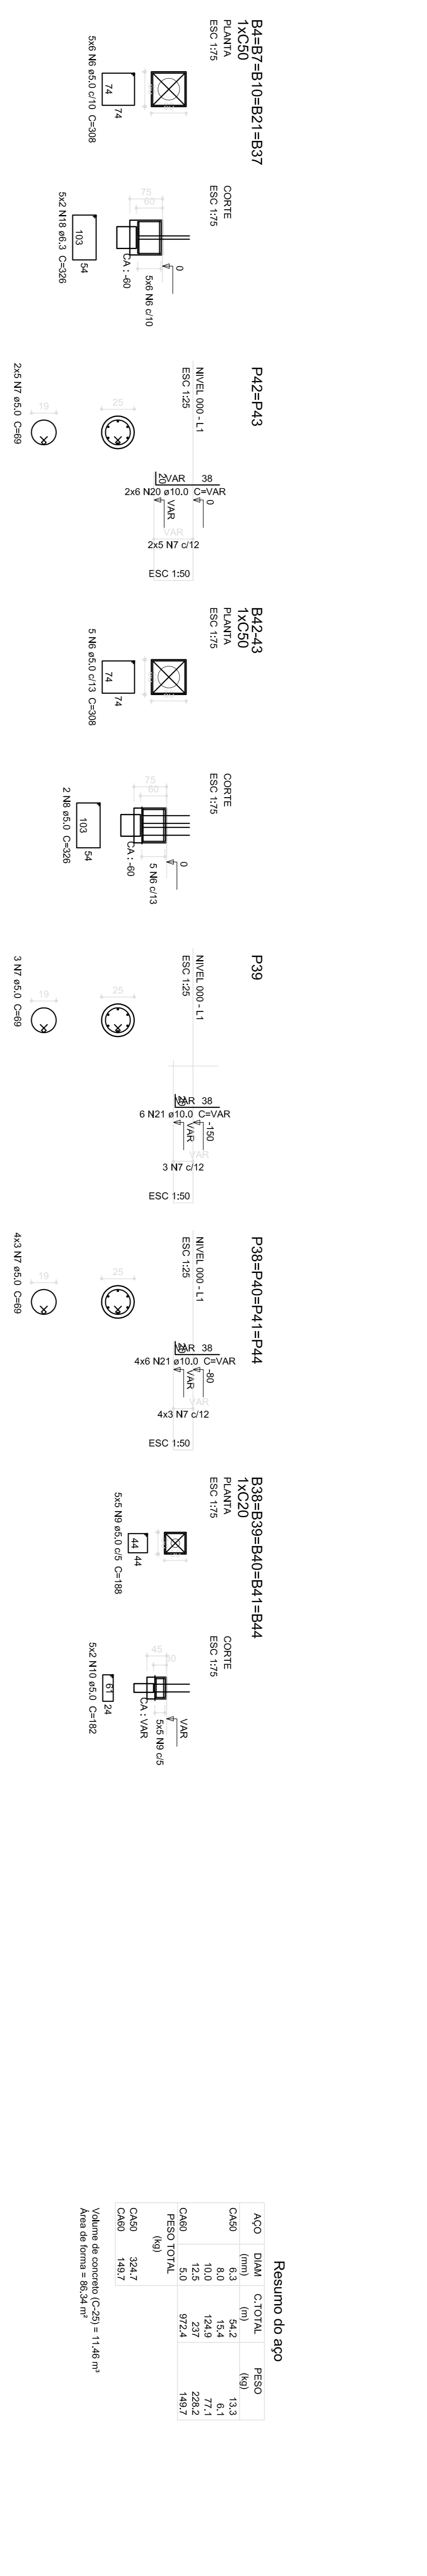 B4=B7=B10=B21=B37
1xC50
PLANTA
ESC 1:75
74
74
5x6 N6 ø5.0 c/10 C=308
CORTE
ESC 1:75
75
60
0
5x6 N6 c/10
CA : -60
103
54
5x2 N18 ø6.3 C=326
P42=P43
NIVEL 000 - L1
ESC 1:25
25
19
2x5 N7 ø5.0 C=69
20
VAR 38
2x6 N20 ø10.0 C=VAR
0
VAR
VAR
2x5 N7 c/12
ESC 1:50
B42-43
1xC50
PLANTA
ESC 1:75
74
74
5 N6 ø5.0 c/13 C=308
CORTE
ESC 1:75
75
60
0
5 N6 c/13
CA : -60
103
54
2 N8 ø5.0 C=326
P39
NIVEL 000 - L1
ESC 1:25
25
19
3 N7 ø5.0 C=69
VAR 38
6 N21 ø10.0 C=VAR
-150
VAR
VAR
3 N7 c/12
ESC 1:50
P38=P40=P41=P44
NIVEL 000 - L1
ESC 1:25
25
19
4x3 N7 ø5.0 C=69
VAR 38
4x6 N21 ø10.0 C=VAR
-80
VAR
VAR
4x3 N7 c/12
ESC 1:50
B38=B39=B40=B41=B44
1xC20
PLANTA
ESC 1:75
44
44
5x5 N9 ø5.0 c/5 C=188
CORTE
ESC 1:75
45
30
VAR
5x5 N9 c/5
CA : VAR
61
24
5x2 N10 ø5.0 C=182
Resumo do aço
AÇO DIAM C.TOTAL PESO
(mm) (m) (kg)
CA50 6.3 54.2 13.3
8.0 15.4 6.1
10.0 124.9 77.1
12.5 237 228.2
CA60 5.0 972.4 149.7
PESO TOTAL
(kg)
CA50 324.7
CA60 149.7
Volume de concreto (C-25) = 11.46 m³
Área de forma = 86.34 m²